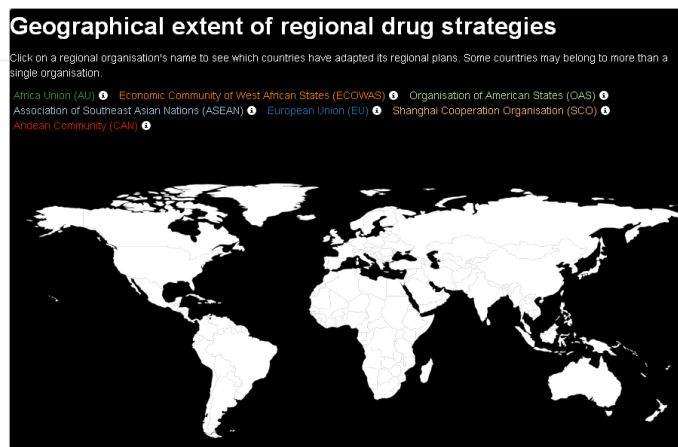 Geographical extent of regional drug strategies
Click on a regional organisation's name to see which countries have adapted its regional plans. Some countries may belong to more than a
single organisation.
Africa Union (AU) Economic Community of West African States (ECOWAS) Organisation of American States (OAS)
Association of Southeast Asian Nations (ASEAN) European Union (EU) Shanghai Cooperation Organisation (SCO)
Andean Community (CAN)